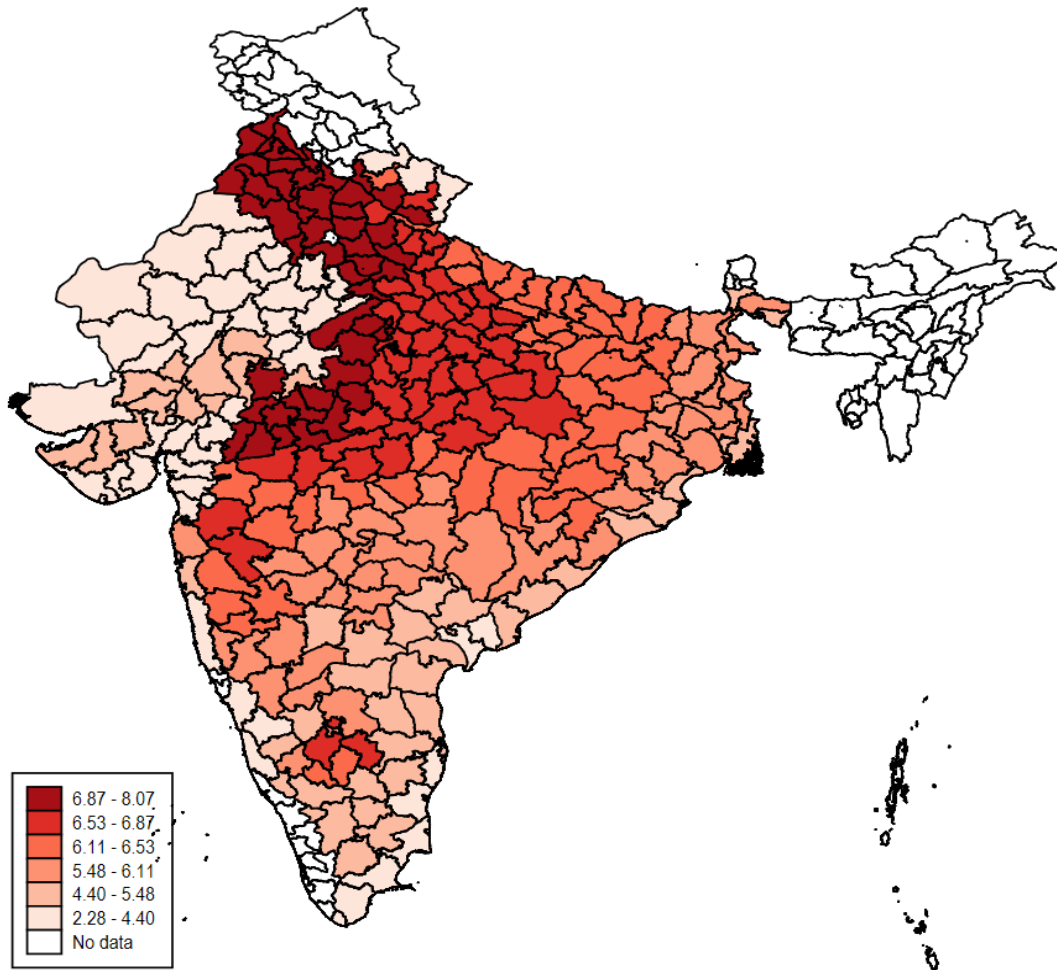 6.87 - 8.07
6.53 - 6.87
6.11 - 6.53
5.48 - 6.11
4.40 - 5.48
2.28 - 4.40
No data